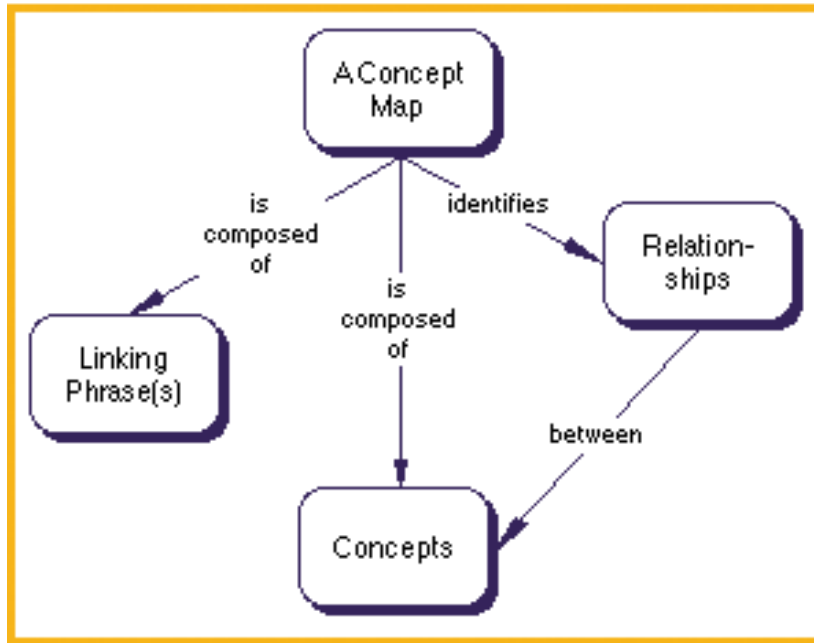 A Concept
Map
is
composed
of
identifies
Relation-
ships
is
composed
of
Linking
Phrase(s)
between
Concepts